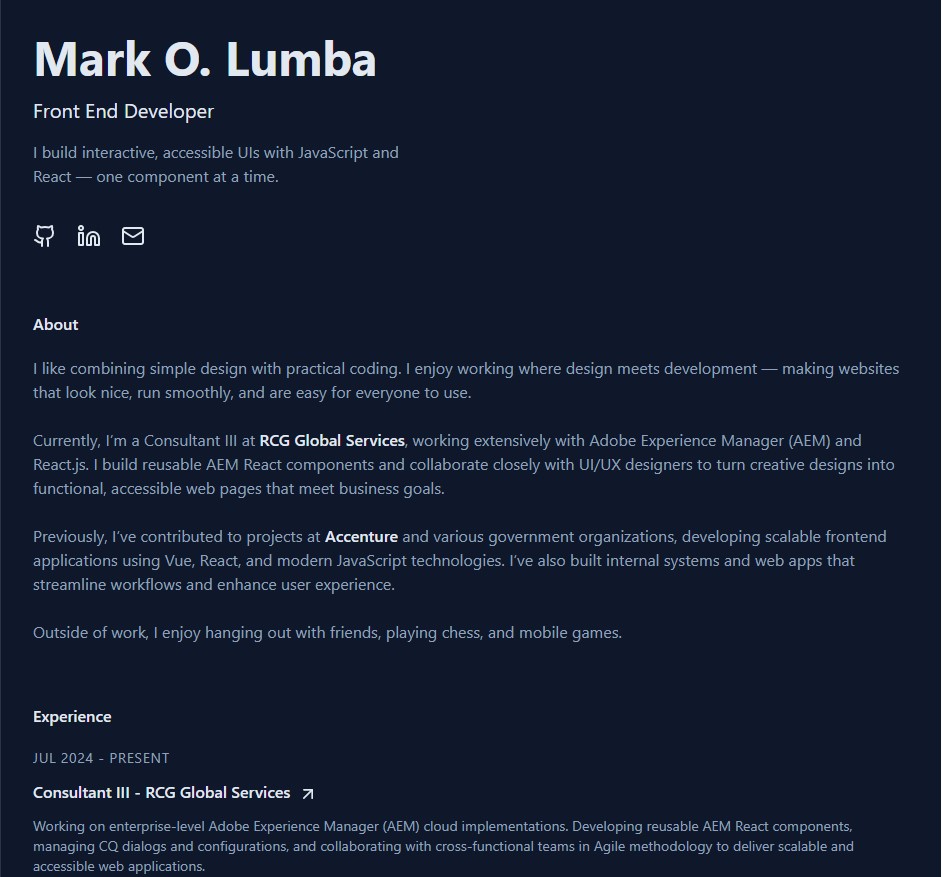 Mark O. Lumba
Front End Developer
I build interactive, accessible UIs with JavaScript and
React — one component at a time.
About
I like combining simple design with practical coding. I enjoy working where design meets development — making websites
that look nice, run smoothly, and are easy for everyone to use.
Currently, I’m a Consultant III at RCG Global Services, working extensively with Adobe Experience Manager (AEM) and
React.js. I build reusable AEM React components and collaborate closely with UI/UX designers to turn creative designs into
functional, accessible web pages that meet business goals.
Previously, I’ve contributed to projects at Accenture and various government organizations, developing scalable frontend
applications using Vue, React, and modern JavaScript technologies. I’ve also built internal systems and web apps that
streamline workflows and enhance user experience.
Outside of work, I enjoy hanging out with friends, playing chess, and mobile games.
Experience
JUL 2024 - PRESENT
Consultant III - RCG Global Services
Working on enterprise-level Adobe Experience Manager (AEM) cloud implementations. Developing reusable AEM React components,
managing CQ dialogs and configurations, and collaborating with cross-functional teams in Agile methodology to deliver scalable and
accessible web applications.